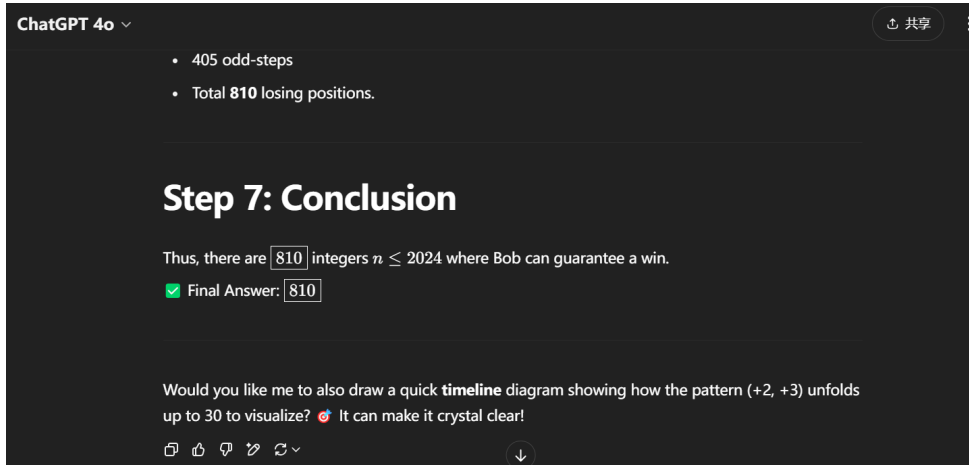 ChatGPT 4o
共享
• 405 odd-steps
• Total 810 losing positions.
Step 7: Conclusion
Thus, there are 810 integers n ≤ 2024 where Bob can guarantee a win.
✅ Final Answer: 810
Would you like me to also draw a quick timeline diagram showing how the pattern (+2, +3) unfolds
up to 30 to visualize? 🎯 It can make it crystal clear!